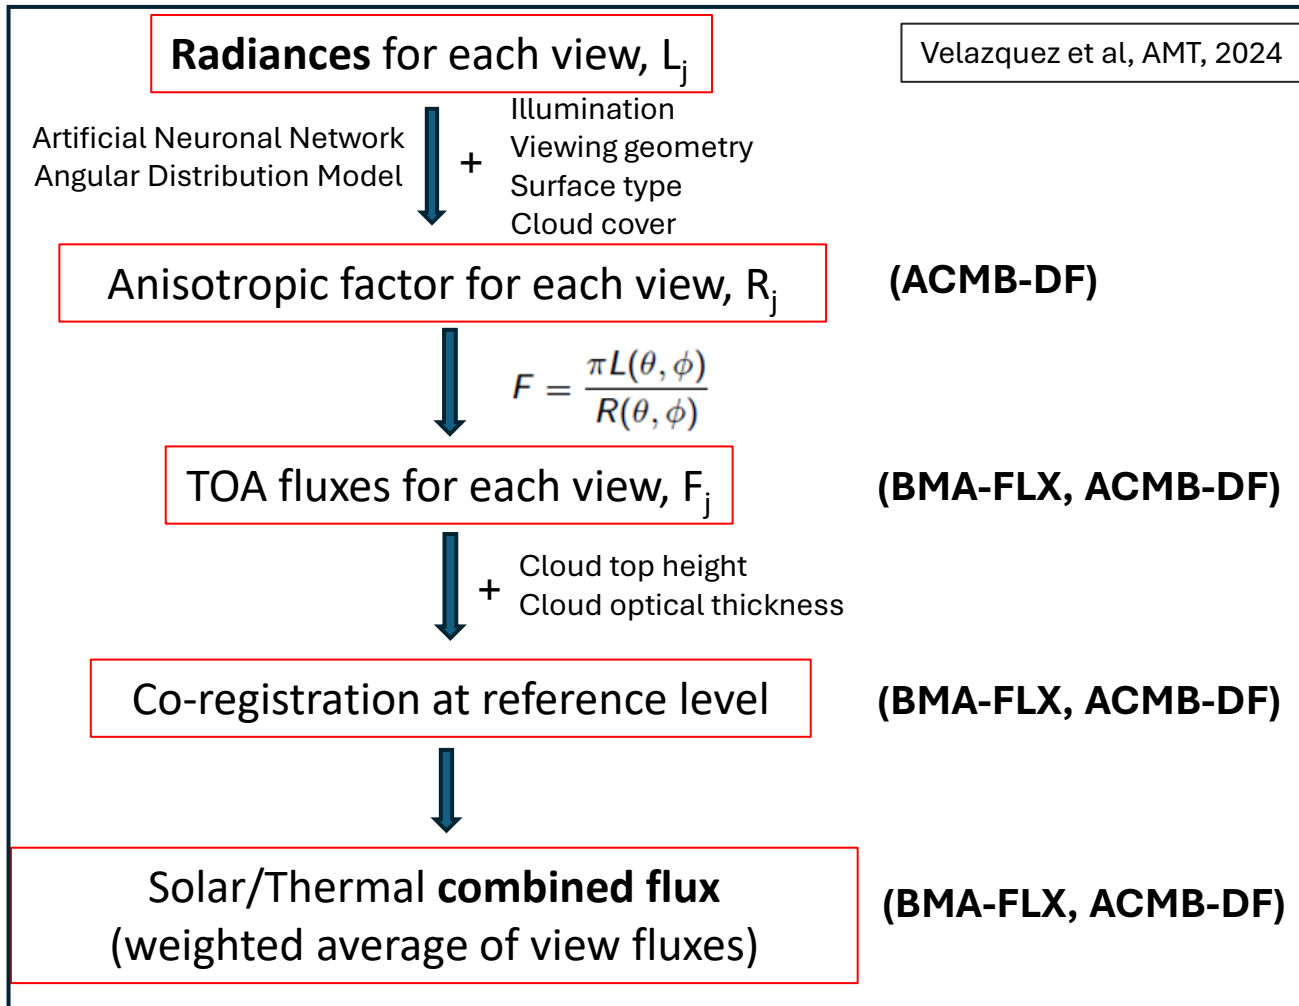 Radiances for each view, Lj
Velazquez et al, AMT, 2024
Artificial Neuronal Network
Angular Distribution Model
+
Illumination
Viewing geometry
Surface type
Cloud cover
Anisotropic factor for each view, Rj
(ACMB-DF)
F = πL(θ, ϕ) / R(θ, ϕ)
TOA fluxes for each view, Fj
(BMA-FLX, ACMB-DF)
+
Cloud top height
Cloud optical thickness
Co-registration at reference level
(BMA-FLX, ACMB-DF)
Solar/Thermal combined flux
(weighted average of view fluxes)
(BMA-FLX, ACMB-DF)